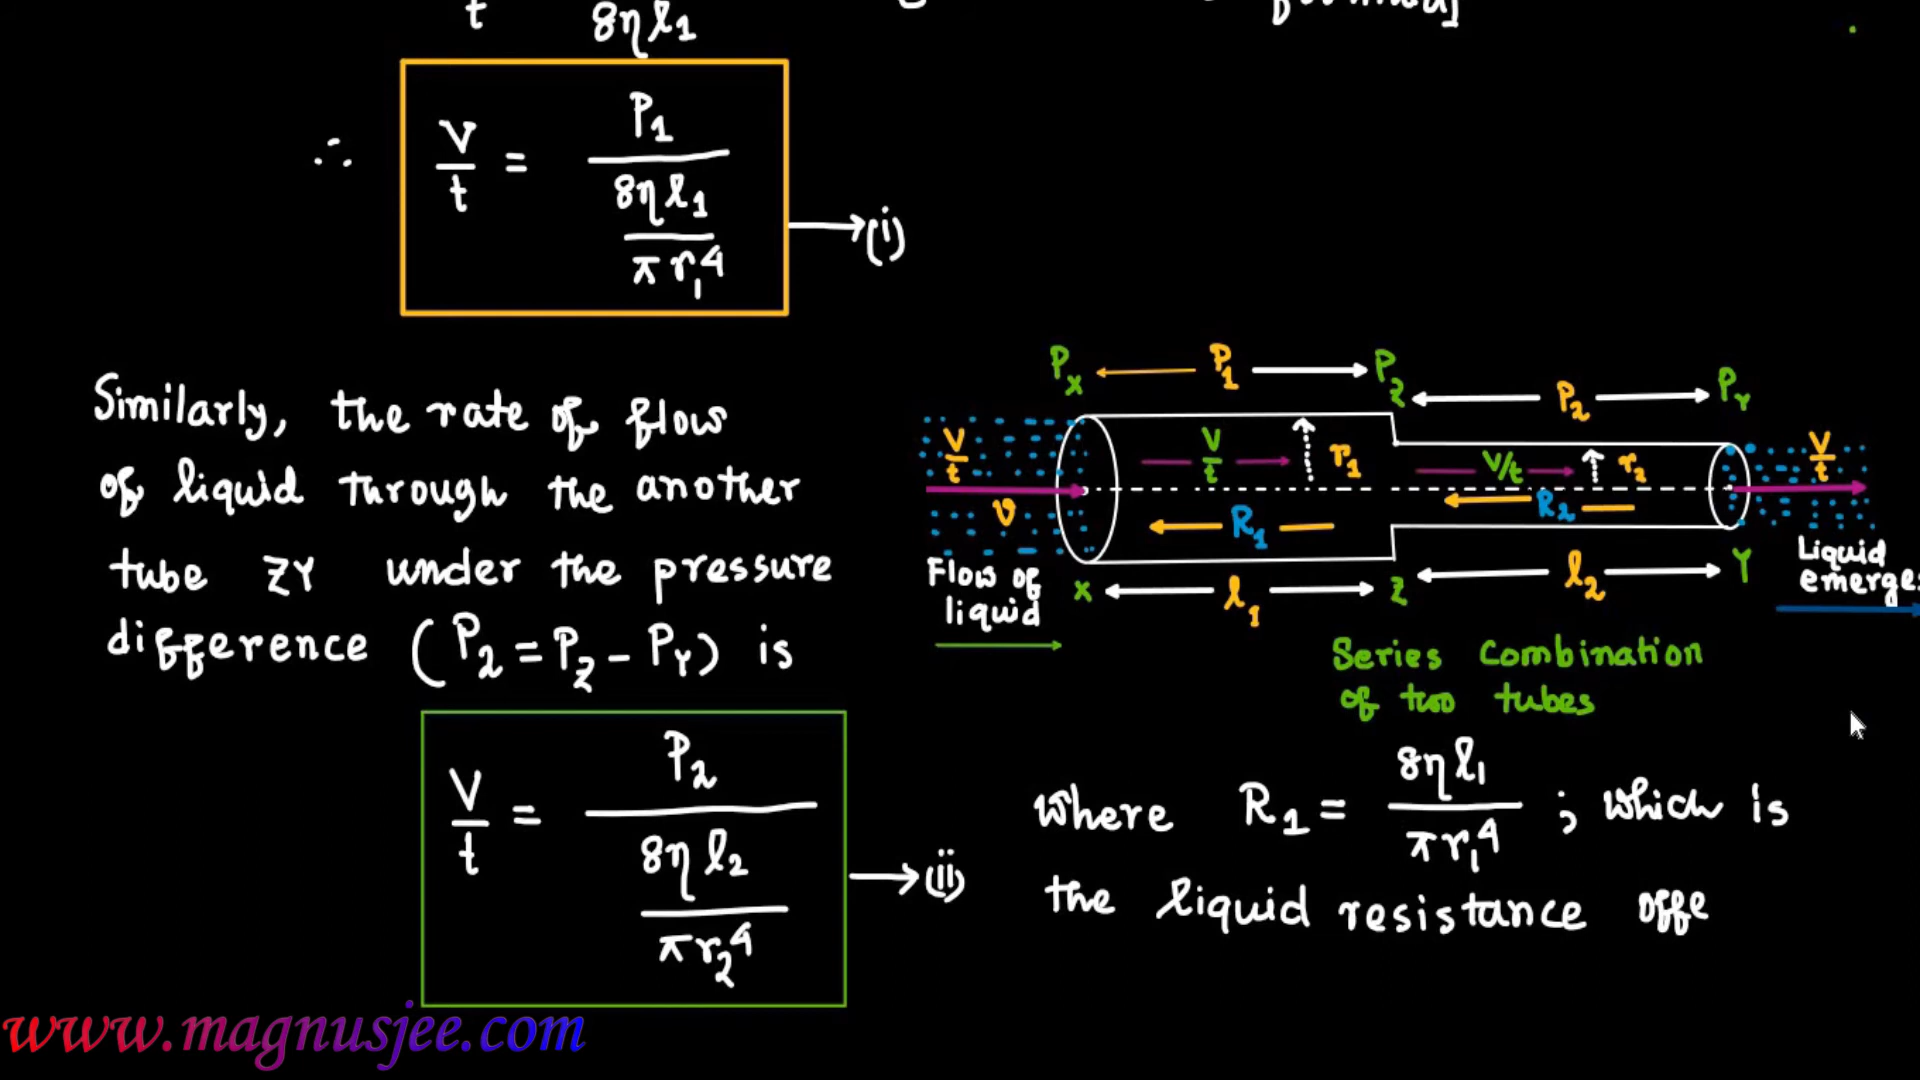 t 8ηl₁
∴ V/t = P₁ / (8ηl₁ / πr₁⁴) →(i)
Similarly, the rate of flow
of liquid through the another
tube ZY under the pressure
difference (P₂ = P_Z − P_Y) is
V/t = P₂ / (8ηl₂ / πr₂⁴) →(ii)
P_X P₁ P_Z P₂ P_Y
V/t V/t r₁ V/t r₂ V/t
v R₁ R₂
Flow of
liquid
X l₁ Z l₂ Y
Liquid
emerge
Series combination
of two tubes
where R₁ = 8ηl₁ / πr₁⁴ ; which is
the liquid resistance offe
www.magnusjee.com